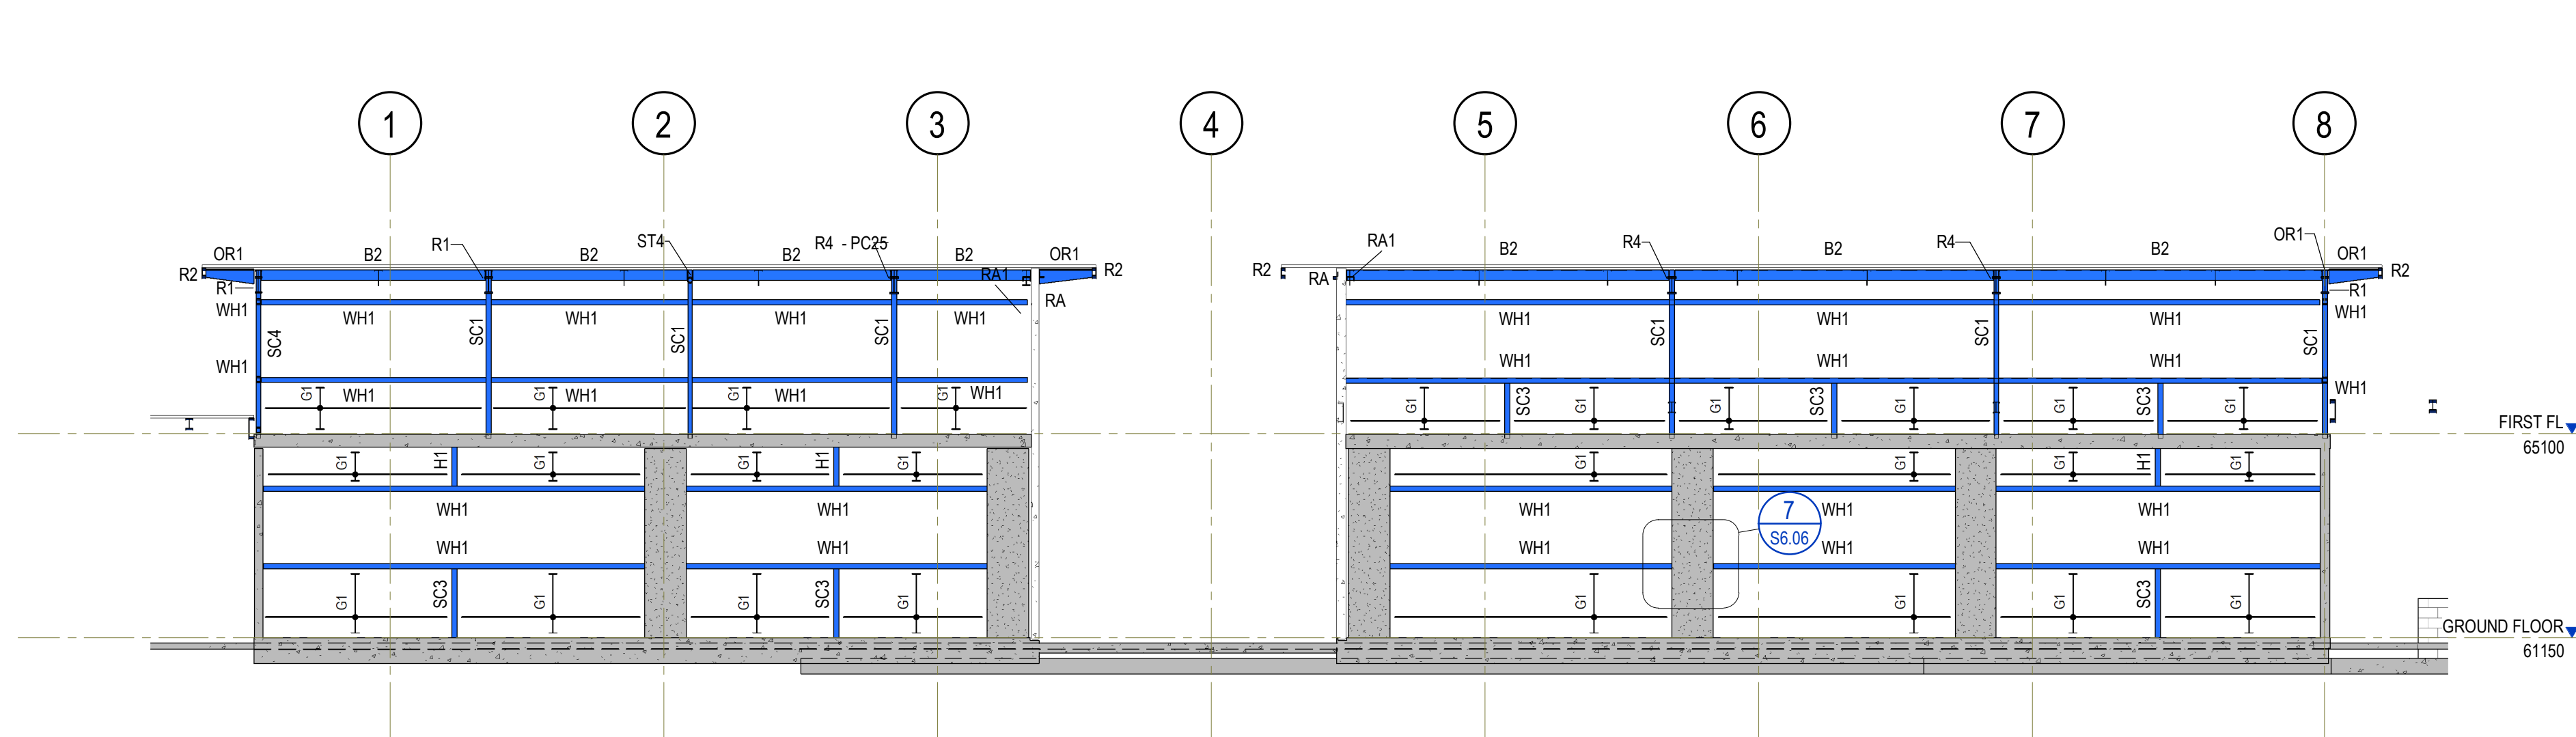 1 2 3 4 5 6 7 8
OR1 B2 R1 B2 ST4 B2 R4 - PC25 B2 OR1 RA1 B2 R4 B2 R4 B2 OR1 OR1
R2 RA1 R2 R2 RA R2
R1 RA R1
WH1 WH1 WH1 WH1 WH1 WH1 WH1 WH1 WH1
SC4 SC1 SC1 SC1 SC1 SC1 SC1
WH1 WH1 WH1 WH1
WH1 WH1 WH1 WH1 WH1
G1 G1 G1 G1 G1 SC3 G1 G1 SC3 G1 G1 SC3 G1
FIRST FL
65100
G1 H1 G1 G1 H1 G1 G1 G1 G1 H1 G1
WH1 WH1 WH1 WH1 WH1
7
S6.06
WH1 WH1 WH1 WH1 WH1
G1 SC3 G1 G1 SC3 G1 G1 G1 G1 SC3 G1
GROUND FLOOR
61150